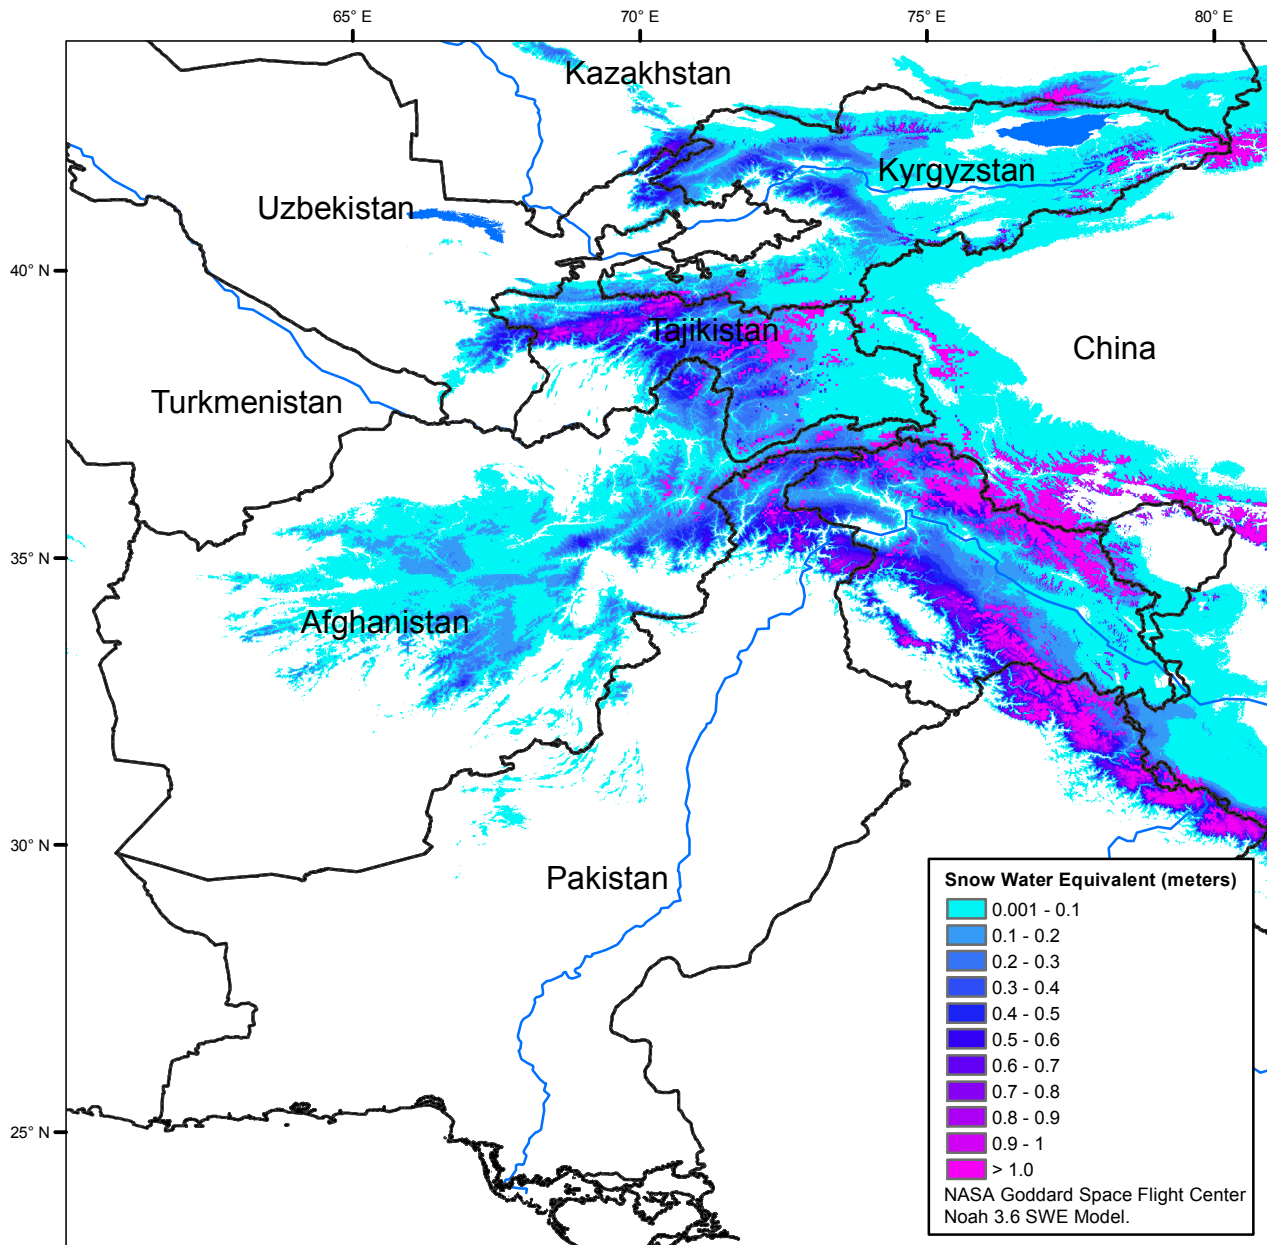 65° E
70° E
75° E
80° E
Kazakhstan
Kyrgyzstan
Uzbekistan
40° N
Tajikistan
China
Turkmenistan
35° N
Afghanistan
30° N
Pakistan
25° N
Snow Water Equivalent (meters)
0.001 - 0.1
0.1 - 0.2
0.2 - 0.3
0.3 - 0.4
0.4 - 0.5
0.5 - 0.6
0.6 - 0.7
0.7 - 0.8
0.8 - 0.9
0.9 - 1
> 1.0
NASA Goddard Space Flight Center
Noah 3.6 SWE Model.